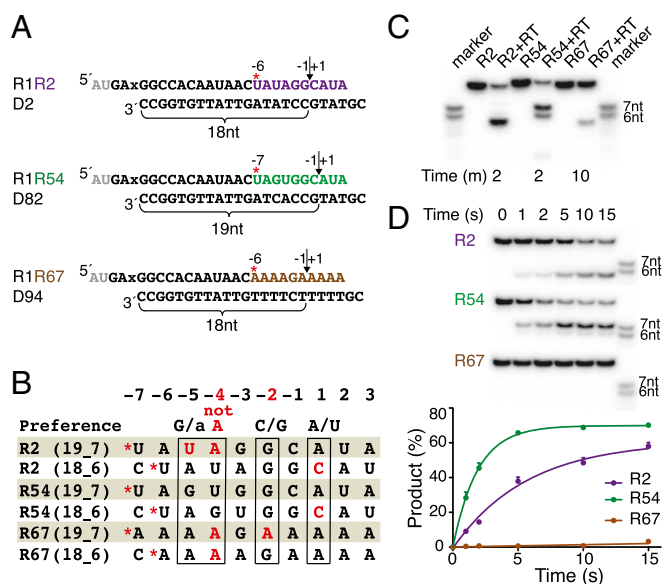 A
-6 -1 +1
*
R1R2 5´ AUGAxGGCCACAAUAACUAUAGGCAUA
D2 3´CCGGTGTTATTGATATCCGTATGC
18nt
-7 -1 +1
*
R1R54 5´ AUGAxGGCCACAAUAACUAGUGGCAUA
D82 3´CCGGTGTTATTGATCACCGTATGC
19nt
-6 -1 +1
*
R1R67 5´ AUGAxGGCCACAAUAACAAAAGAAAAA
D94 3´CCGGTGTTATTGTTTTCTTTTTGC
18nt
B
-7 -6 -5 -4 -3 -2 -1 1 2 3
not
Preference G/a A C/G A/U
R2 (19_7) *U A U A G G C A U A
R2 (18_6) C *U A U A G G C A U
R54(19_7) *U A G U G G C A U A
R54(18_6) C *U A G U G G C A U
R67(19_7) *A A A A G A A A A A
R67(18_6) C *A A A A G A A A A
C
marker R2 R2+RT R54 R54+RT R67 R67+RT marker
7nt
6nt
Time (m) 2 2 10
D
Time (s) 0 1 2 5 10 15
R2
7nt
6nt
R54
7nt
6nt
R67
7nt
6nt
Product (%)
80
60
40
20
0
R2
R54
R67
0 5 10 15
Time (s)